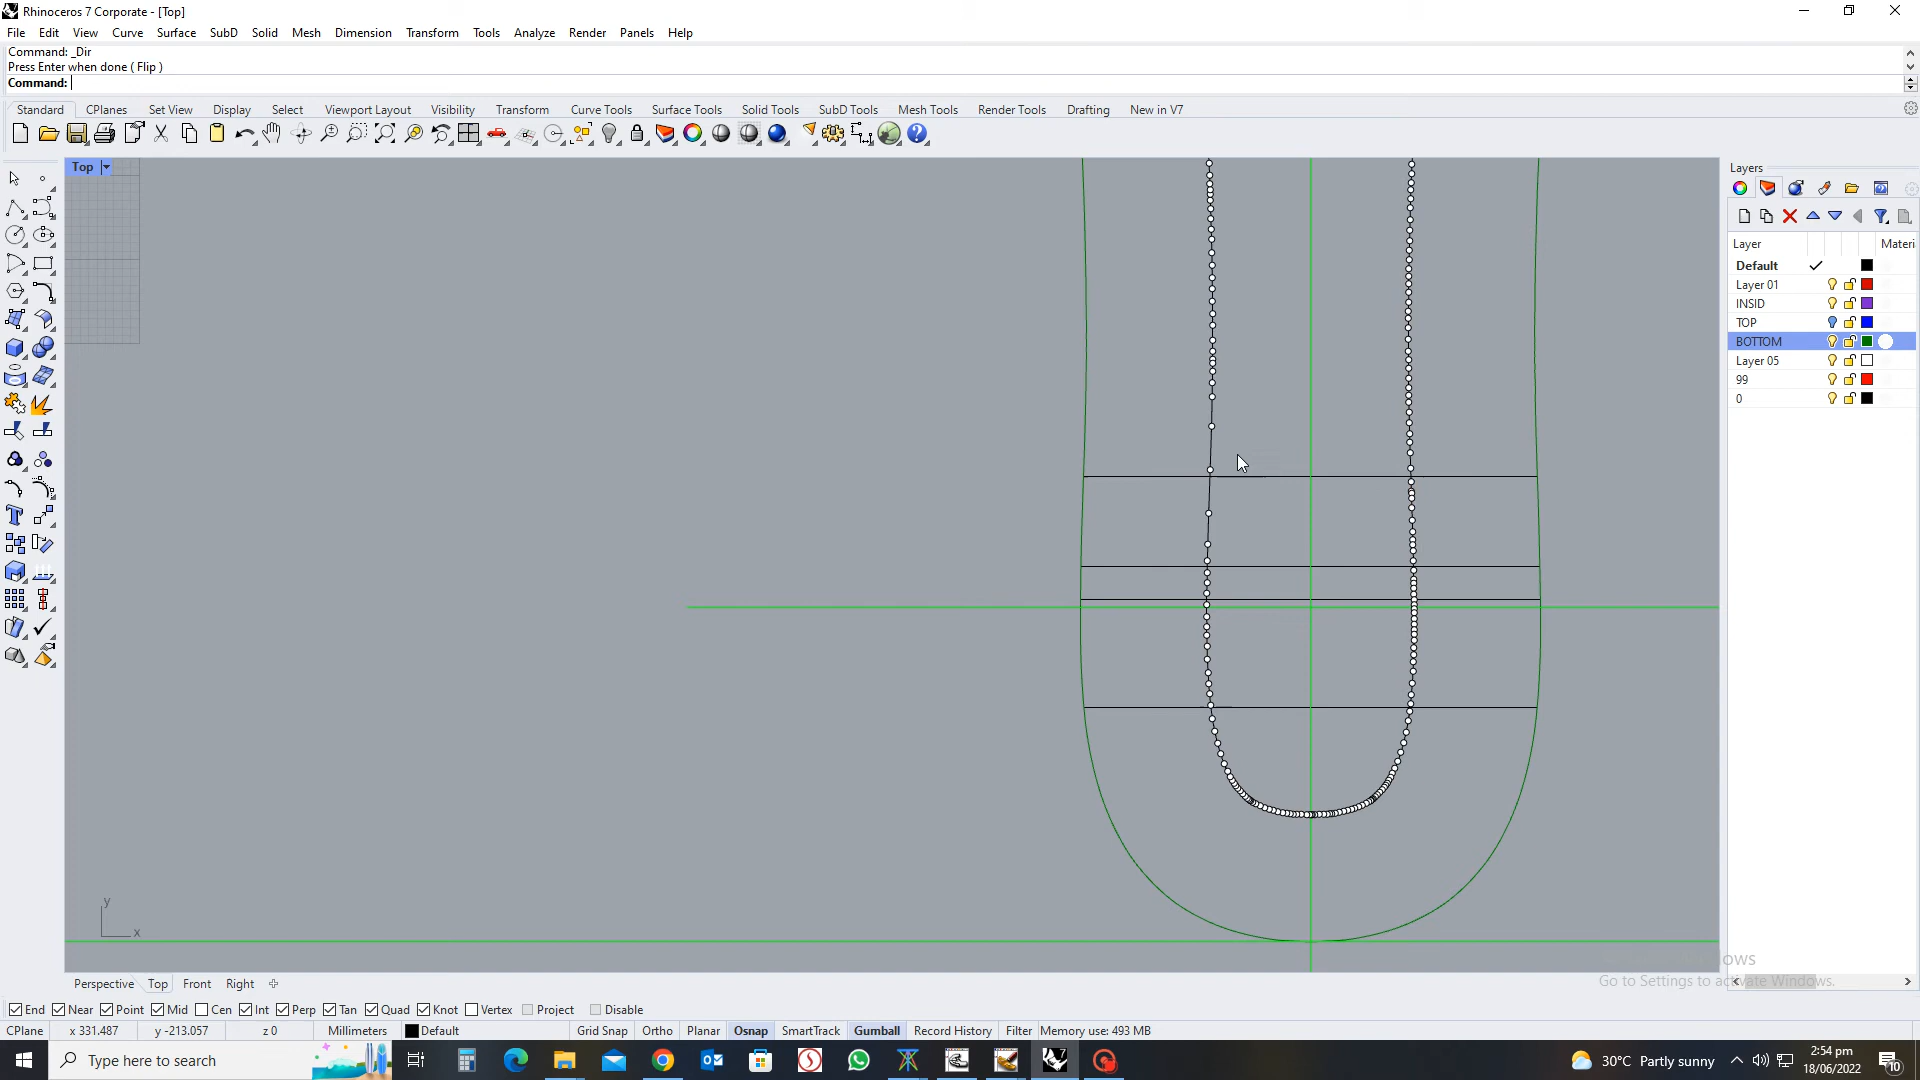 Rhinoceros 7 Corporate - [Top]
File Edit View Curve Surface SubD Solid Mesh Dimension Transform Tools Analyze Render Panels Help
Command: _Dir
Press Enter when done ( Flip )
Command:
Standard CPlanes Set View Display Select Viewport Layout Visibility Transform Curve Tools Surface Tools Solid Tools SubD Tools Mesh Tools Render Tools Drafting New in V7
Top
Layers
Layer Materi
Default
Layer 01
INSID
TOP
BOTTOM
Layer 05
99
0
y
x
Go to Settings to activate Windows.
Perspective Top Front Right
End Near Point Mid Cen Int Perp Tan Quad Knot Vertex Project Disable
CPlane x 331.487 y -213.057 z 0 Millimeters Default Grid Snap Ortho Planar Osnap SmartTrack Gumball Record History Filter Memory use: 493 MB
Type here to search
30°C Partly sunny
2:54 pm
18/06/2022